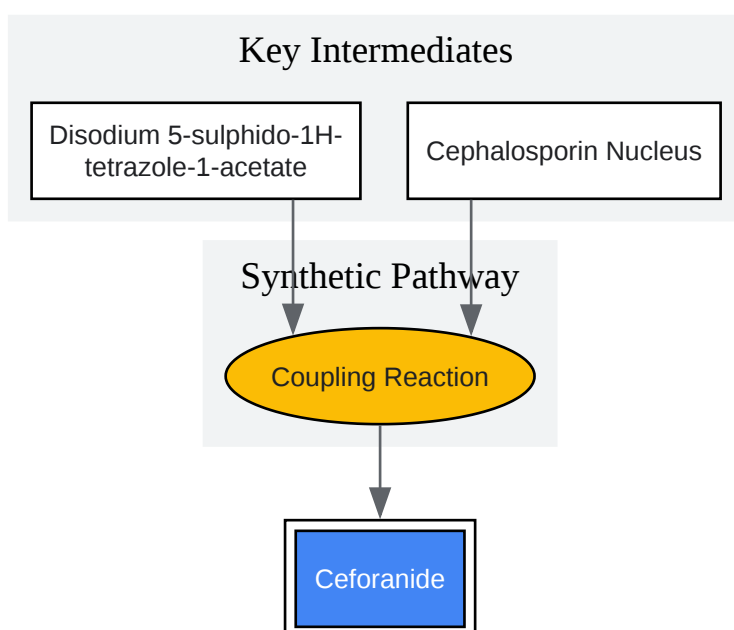 Key Intermediates
Disodium 5-sulphido-1H-
tetrazole-1-acetate
Cephalosporin Nucleus
Synthetic Pathway
Coupling Reaction
Ceforanide